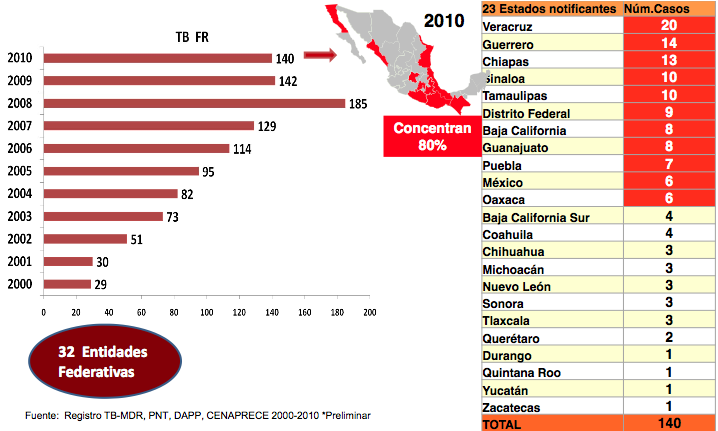 TB FR
2010 140
2009 142
2008 185
2007 129
2006 114
2005 95
2004 82
2003 73
2002 51
2001 30
2000 29
0 20 40 60 80 100 120 140 160 180 200
32 Entidades
Federativas
Fuente: Registro TB-MDR, PNT, DAPP, CENAPRECE 2000-2010 *Preliminar
2010
Concentran
80%
23 Estados notificantes Núm.Casos
Veracruz 20
Guerrero 14
Chiapas 13
Sinaloa 10
Tamaulipas 10
Distrito Federal 9
Baja California 8
Guanajuato 8
Puebla 7
México 6
Oaxaca 6
Baja California Sur 4
Coahuila 4
Chihuahua 3
Michoacán 3
Nuevo León 3
Sonora 3
Tlaxcala 3
Querétaro 2
Durango 1
Quintana Roo 1
Yucatán 1
Zacatecas 1
TOTAL 140